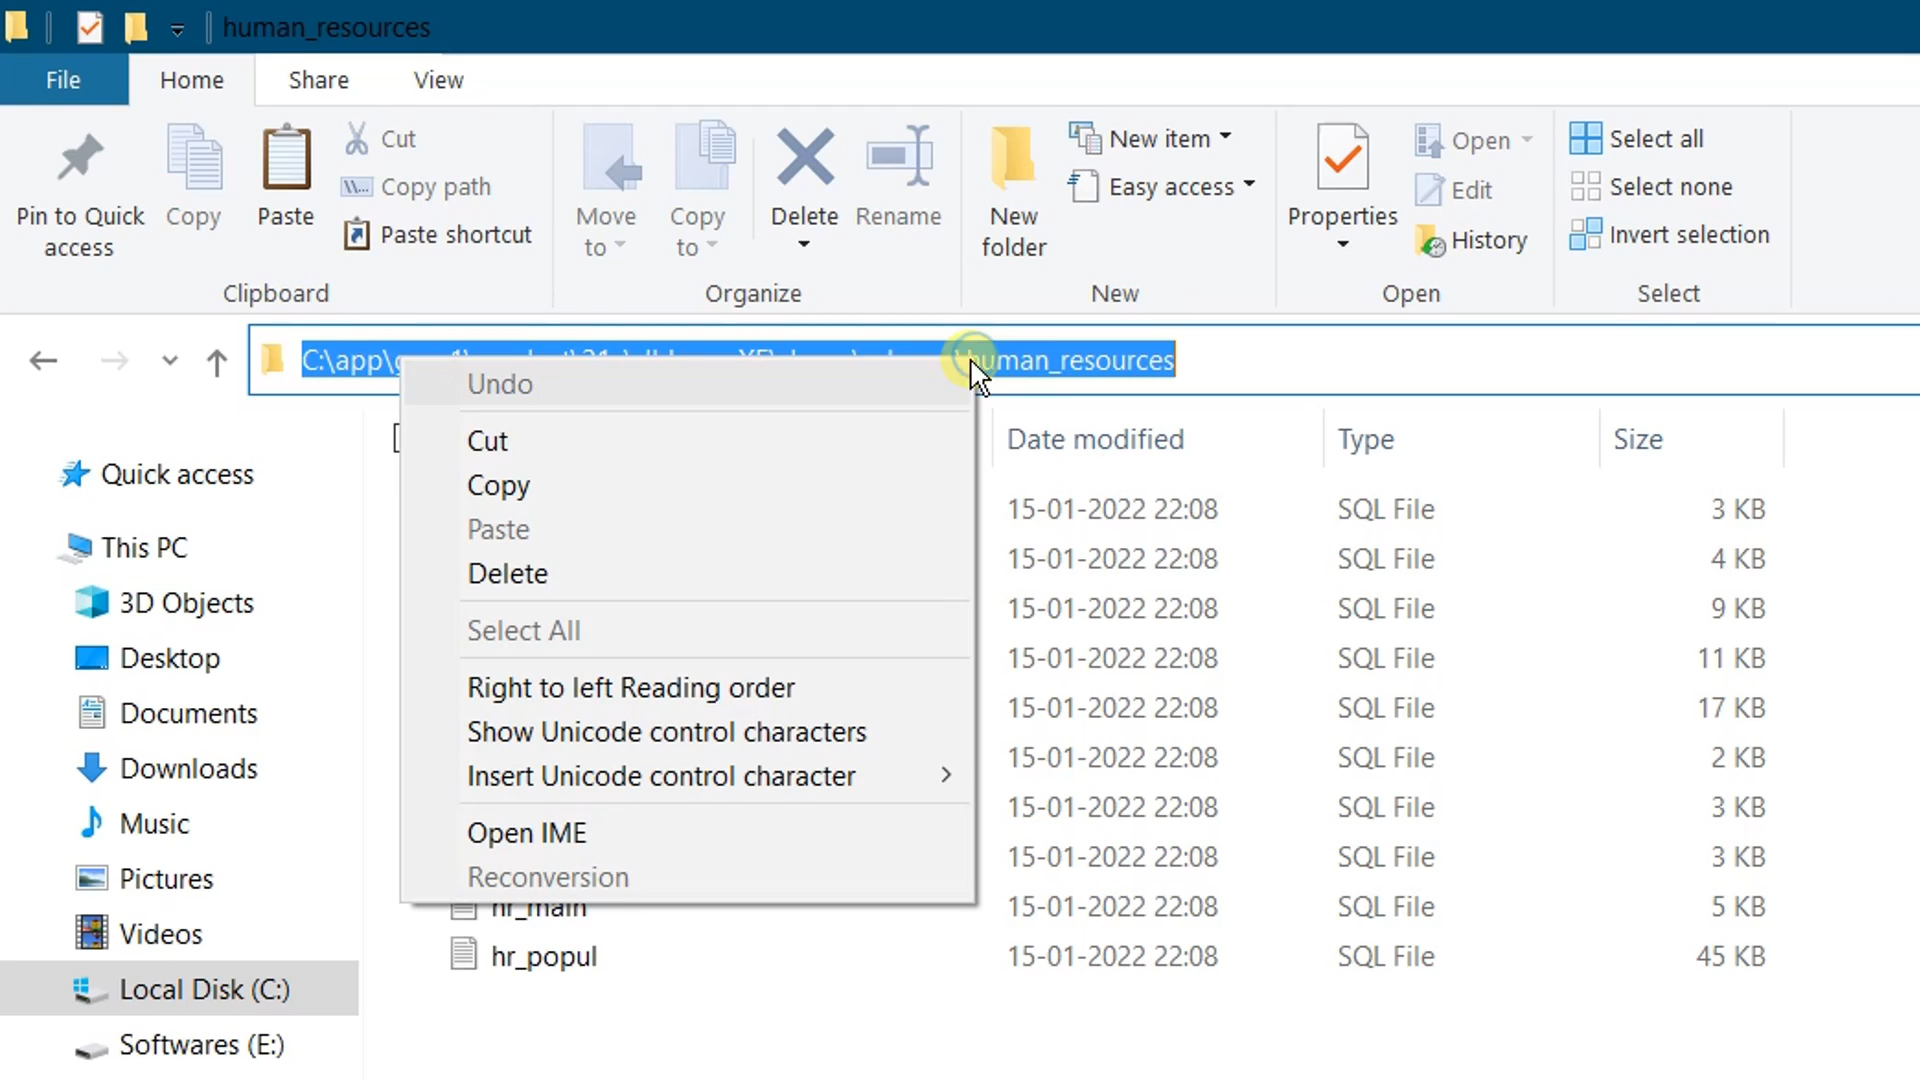 human_resources
File Home Share View
Pin to Quick access
Copy
Paste
Cut
Copy path
Paste shortcut
Clipboard
Move to
Copy to
Delete
Rename
Organize
New folder
New item
Easy access
New
Properties
Open
Edit
History
Open
Select all
Select none
Invert selection
Select
C:\app\
human_resources
Undo
Cut
Copy
Paste
Delete
Select All
Right to left Reading order
Show Unicode control characters
Insert Unicode control character
Open IME
Reconversion
Quick access
This PC
3D Objects
Desktop
Documents
Downloads
Music
Pictures
Videos
Local Disk (C:)
Softwares (E:)
Date modified Type Size
15-01-2022 22:08 SQL File 3 KB
15-01-2022 22:08 SQL File 4 KB
15-01-2022 22:08 SQL File 9 KB
15-01-2022 22:08 SQL File 11 KB
15-01-2022 22:08 SQL File 17 KB
15-01-2022 22:08 SQL File 2 KB
15-01-2022 22:08 SQL File 3 KB
15-01-2022 22:08 SQL File 3 KB
hr_main 15-01-2022 22:08 SQL File 5 KB
hr_popul 15-01-2022 22:08 SQL File 45 KB